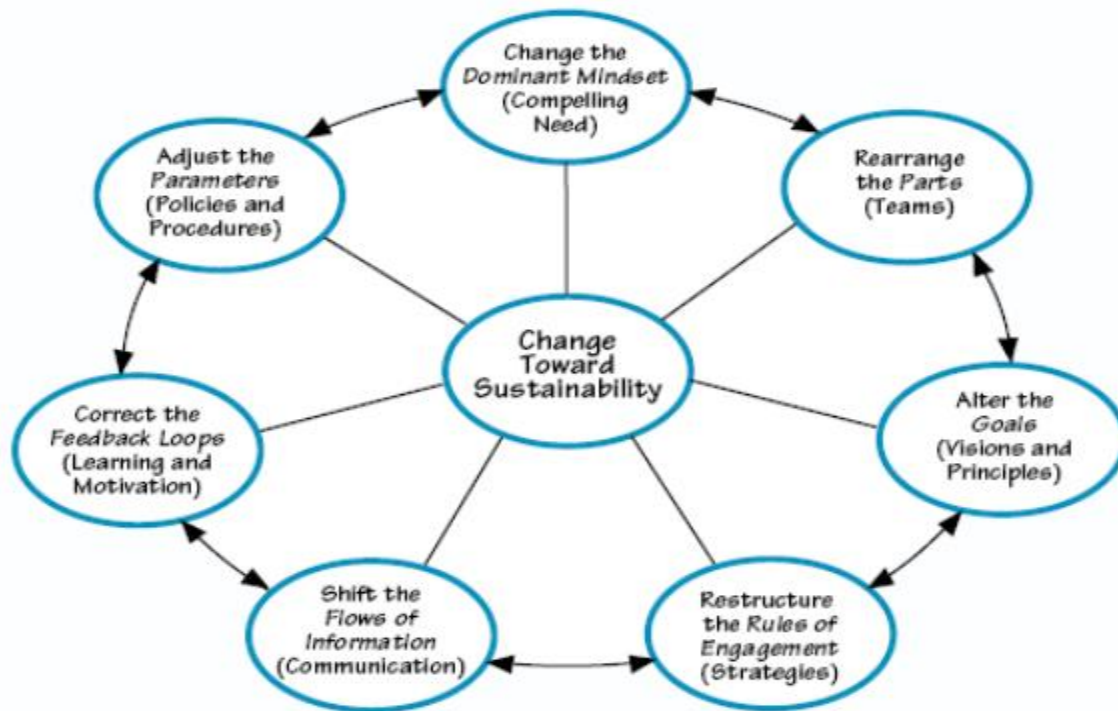 Change the
Dominant Mindset
(Compelling
Need)
Rearrange
the Parts
(Teams)
Alter the
Goals
(Visions and
Principles)
Restructure
the Rules of
Engagement
(Strategies)
Shift the
Flows of
Information
(Communication)
Correct the
Feedback Loops
(Learning and
Motivation)
Adjust the
Parameters
(Policies and
Procedures)
Change
Toward
Sustainability